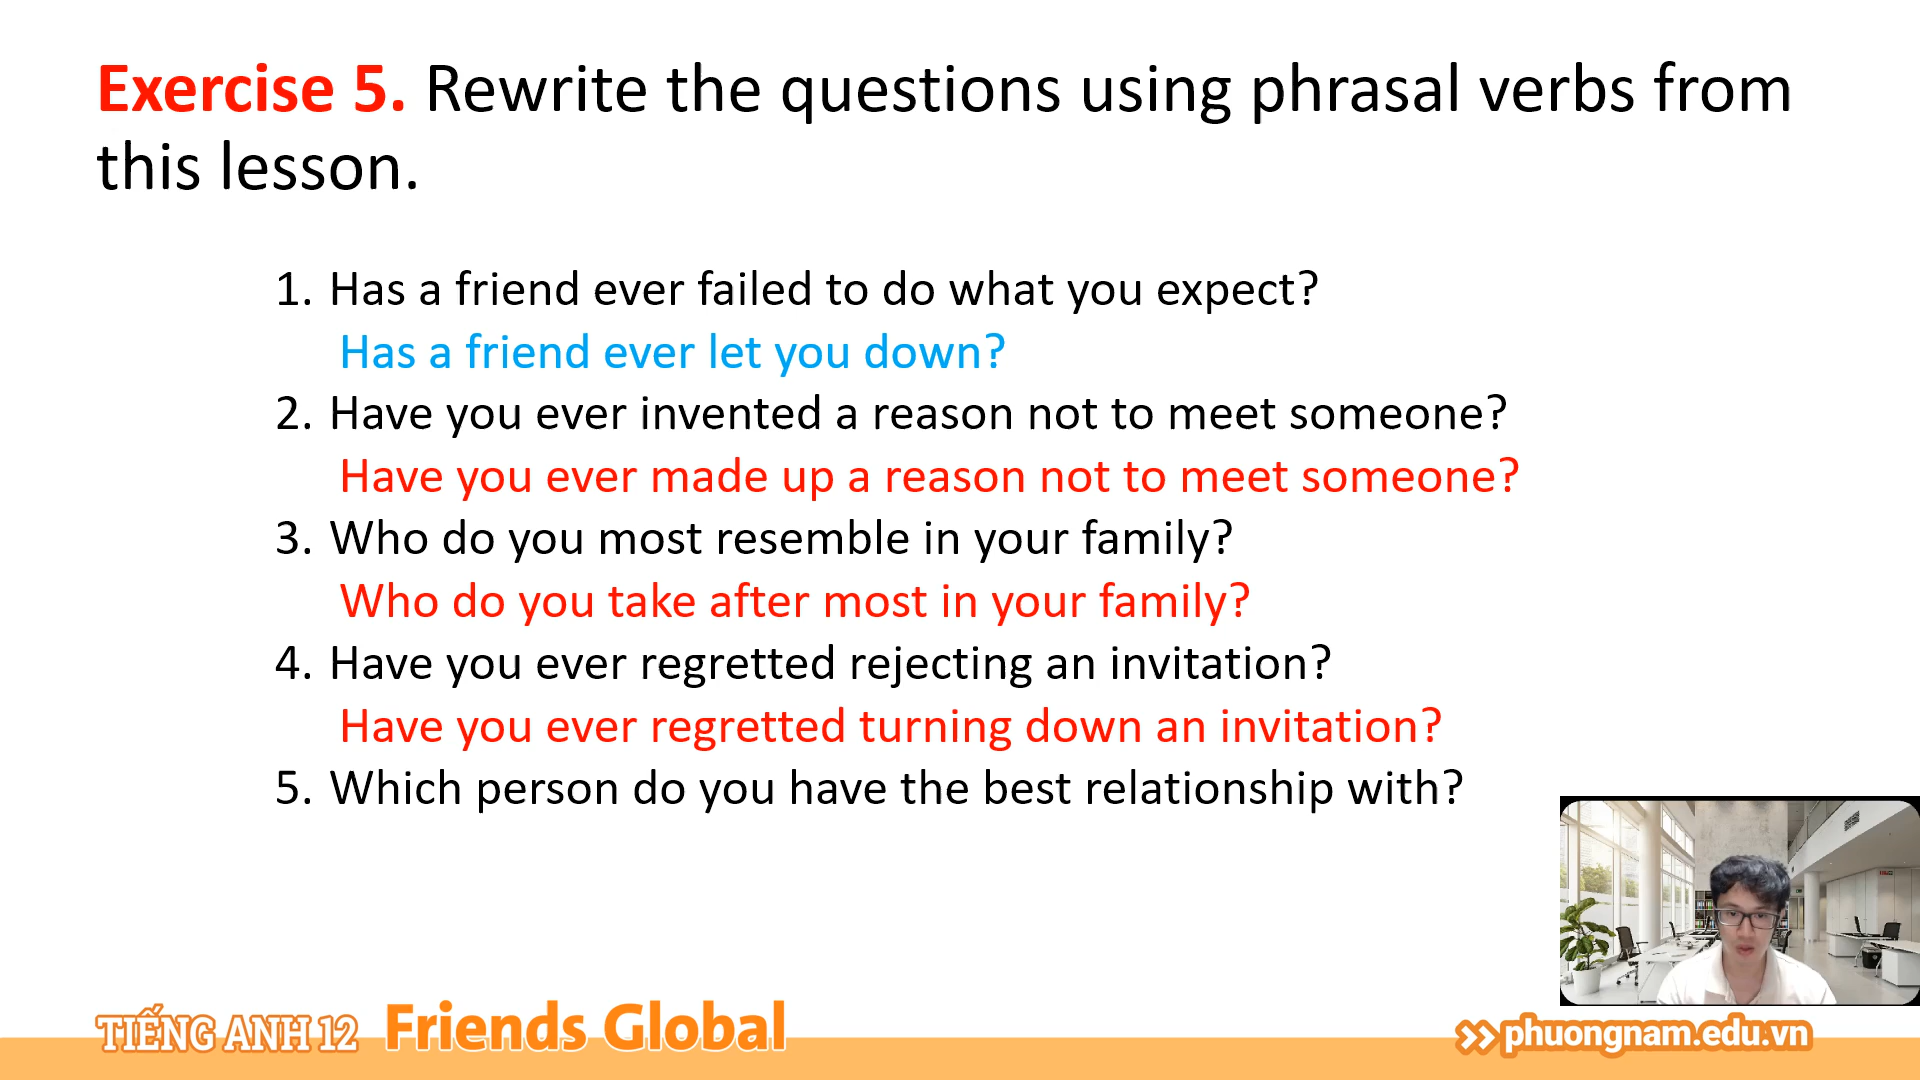 Exercise 5. Rewrite the questions using phrasal verbs from
this lesson.
1. Has a friend ever failed to do what you expect?
Has a friend ever let you down?
2. Have you ever invented a reason not to meet someone?
Have you ever made up a reason not to meet someone?
3. Who do you most resemble in your family?
Who do you take after most in your family?
4. Have you ever regretted rejecting an invitation?
Have you ever regretted turning down an invitation?
5. Which person do you have the best relationship with?
TIẾNG ANH 12 Friends Global
phuongnam.edu.vn